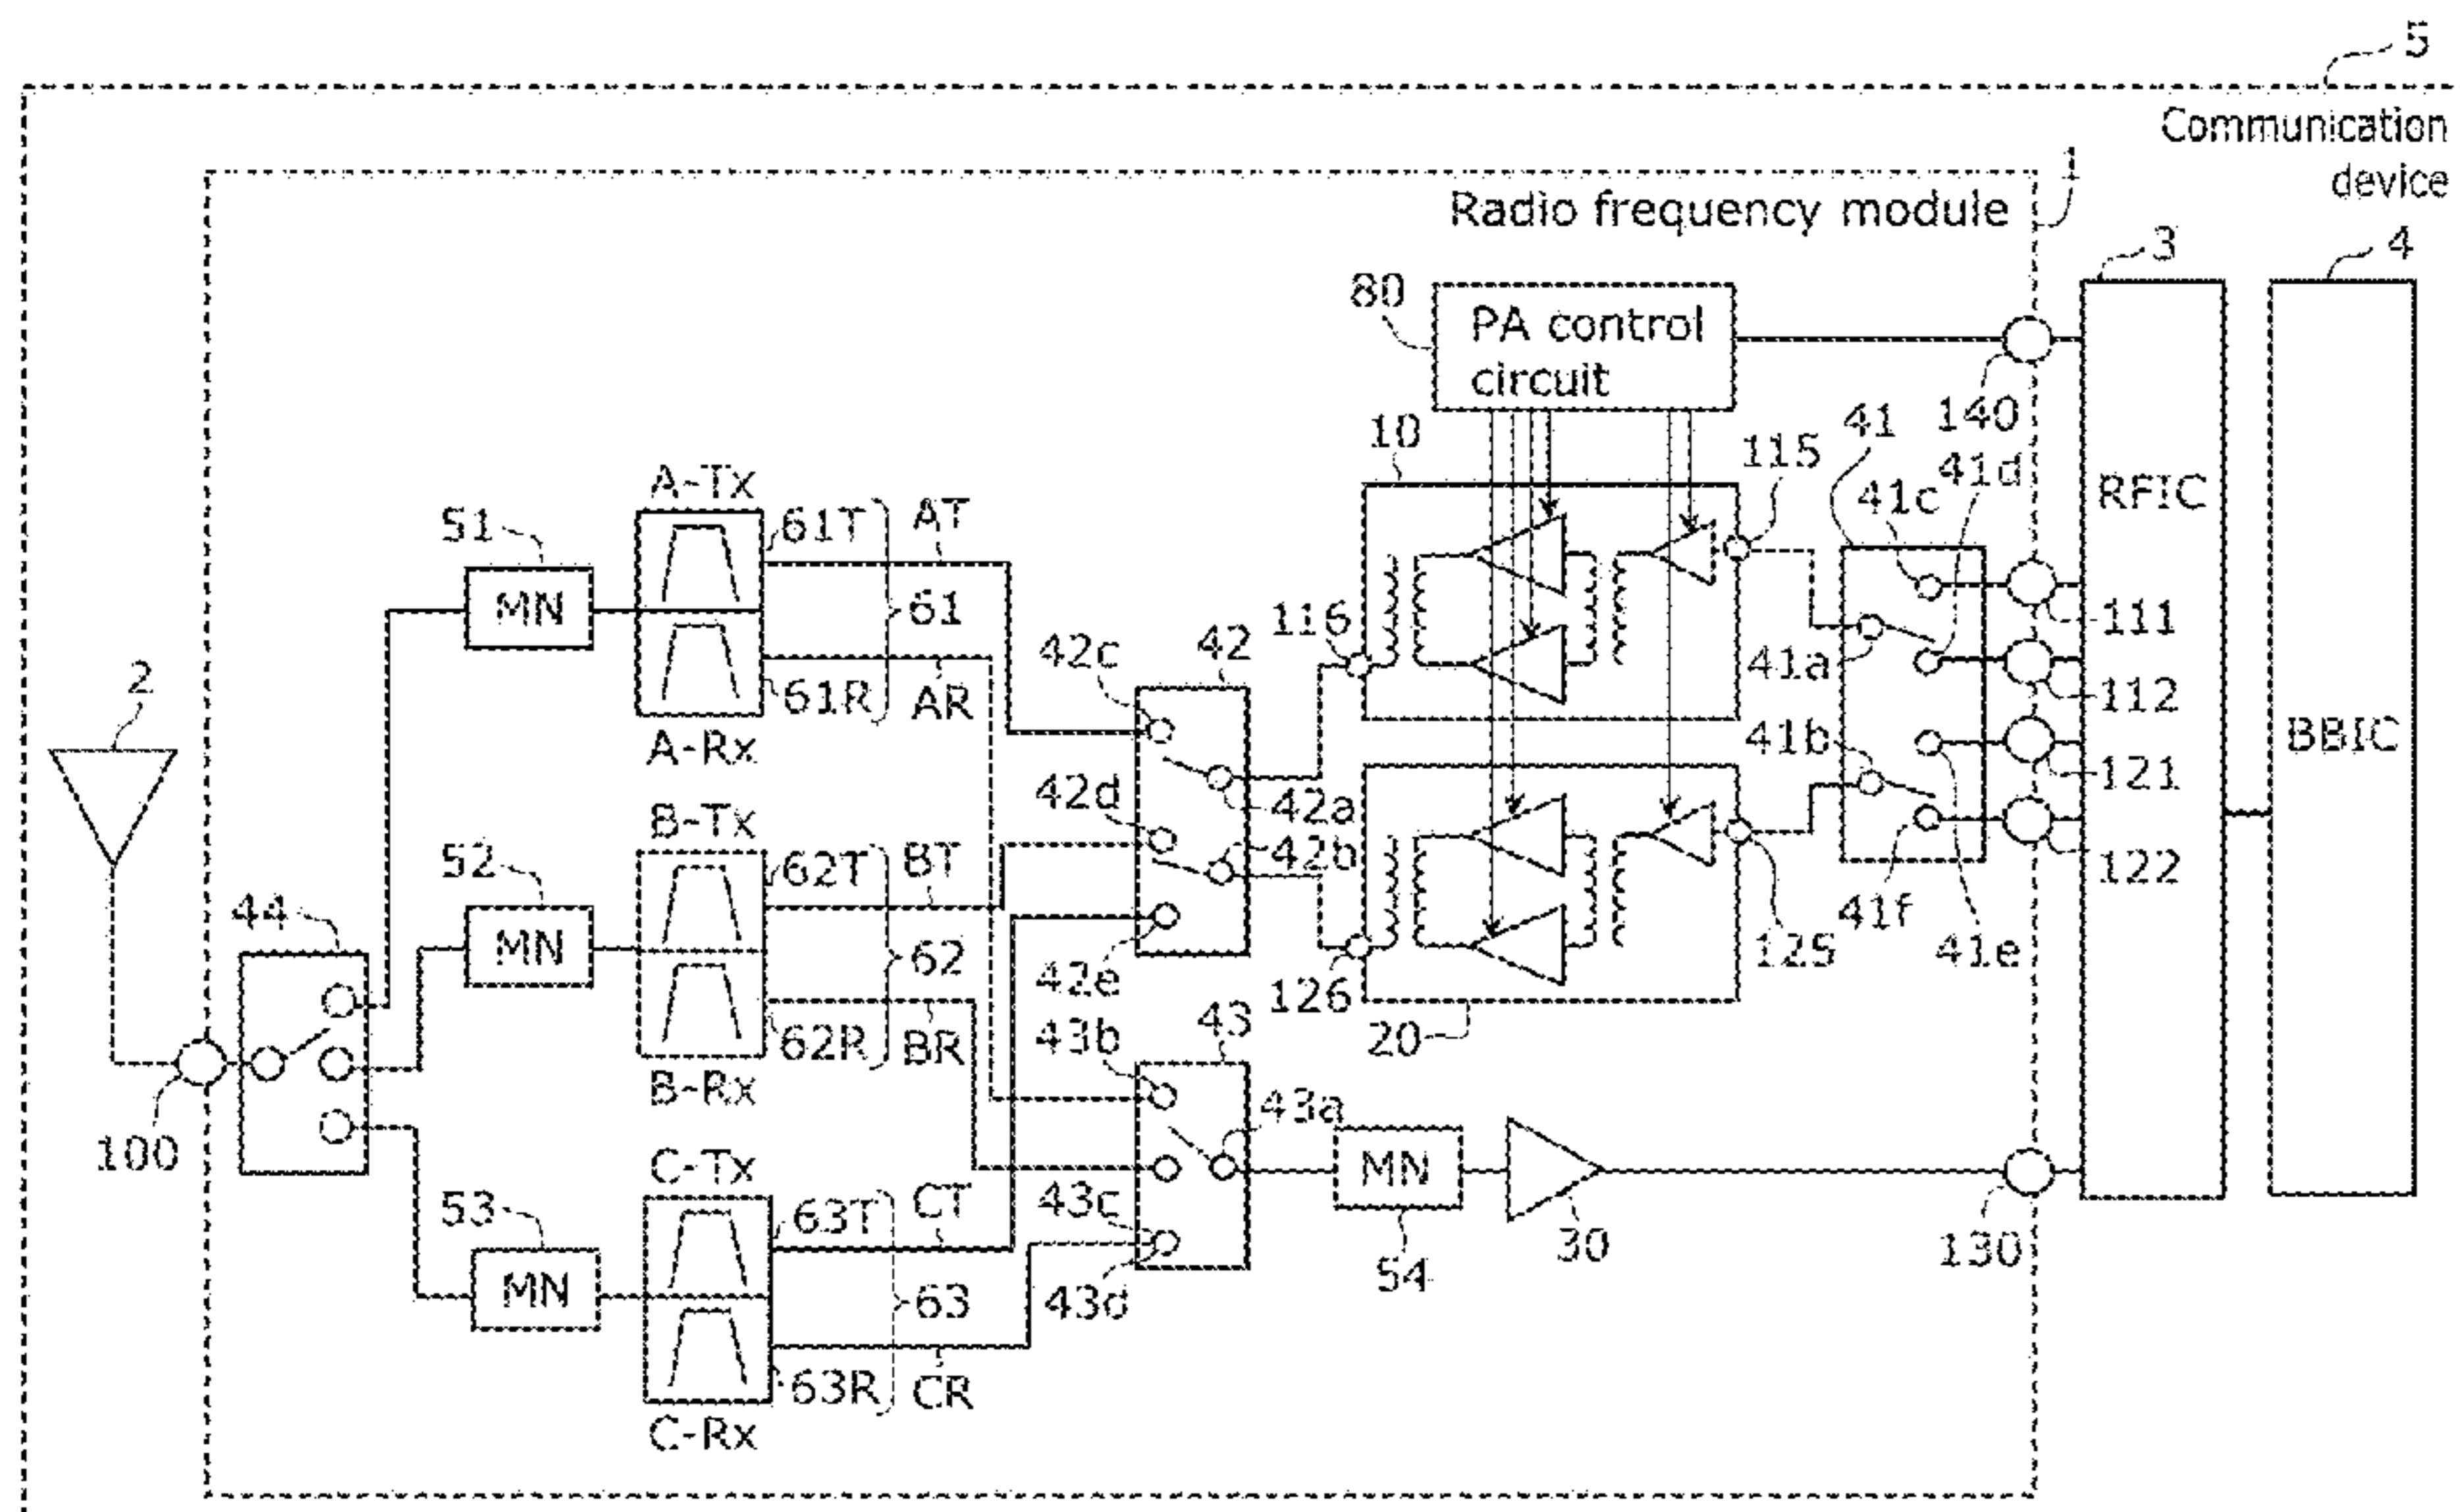 5
Communication
device
1
Radio frequency module
3
4
80
PA control
circuit
140
10
115
41
41d
41c
RFIC
A-Tx
51
61T
AT
MN
61
116
111
42c
42
41a
2
61R
AR
112
A-Rx
41b
BBIC
42d
42a
121
B-Tx
52
62T
BT
42b
122
44
41f
MN
62
42e
126
125
41e
43
62R
BR
43b
20
B-Rx
43a
100
C-Tx
MN
53
63T
CT
43c
30
130
MN
63
43d
54
63R
CR
C-Rx